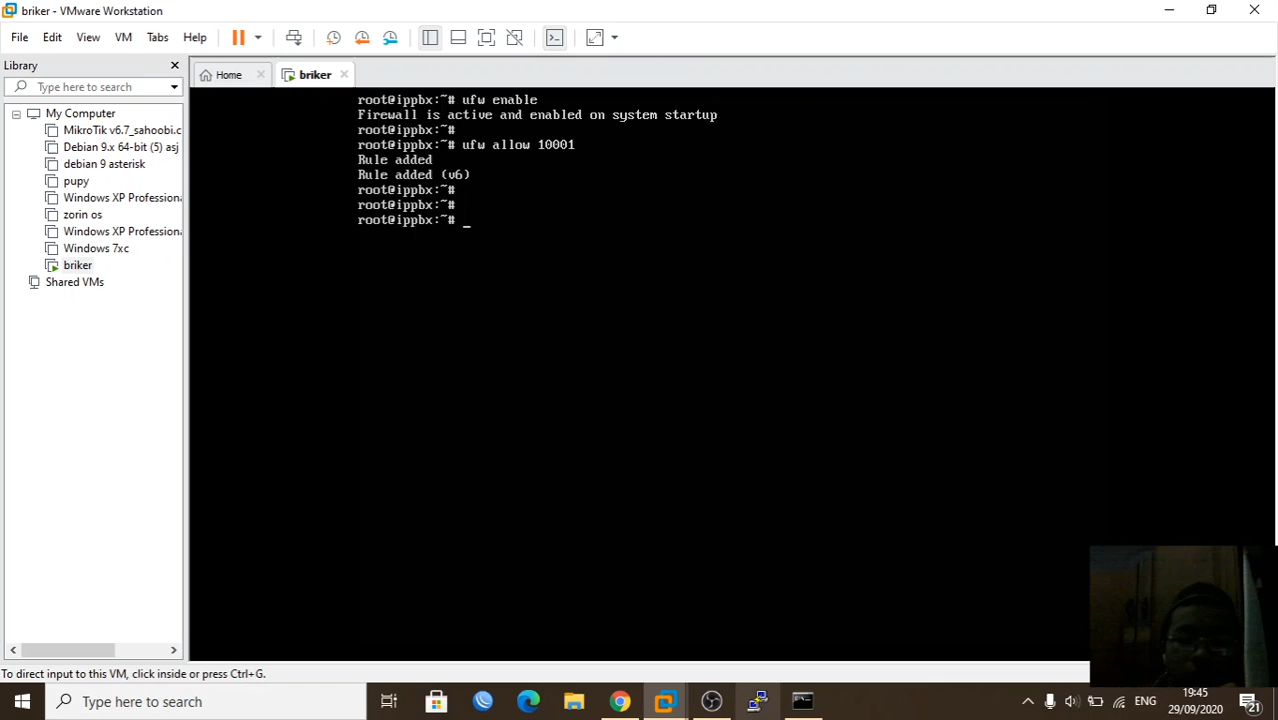 briker - VMware Workstation
File Edit View VM Tabs Help
Library
Type here to search
My Computer
MikroTik v6.7_sahoobi.c
Debian 9.x 64-bit (5) asj
debian 9 asterisk
pupy
Windows XP Profession
zorin os
Windows XP Profession
Windows 7xc
briker
Shared VMs
Home
briker
root@ippbx:~# ufw enable
Firewall is active and enabled on system startup
root@ippbx:~#
root@ippbx:~# ufw allow 10001
Rule added
Rule added (v6)
root@ippbx:~#
root@ippbx:~#
root@ippbx:~# _
To direct input to this VM, click inside or press Ctrl+G.
Type here to search
ENG
19:45
29/09/2020
21